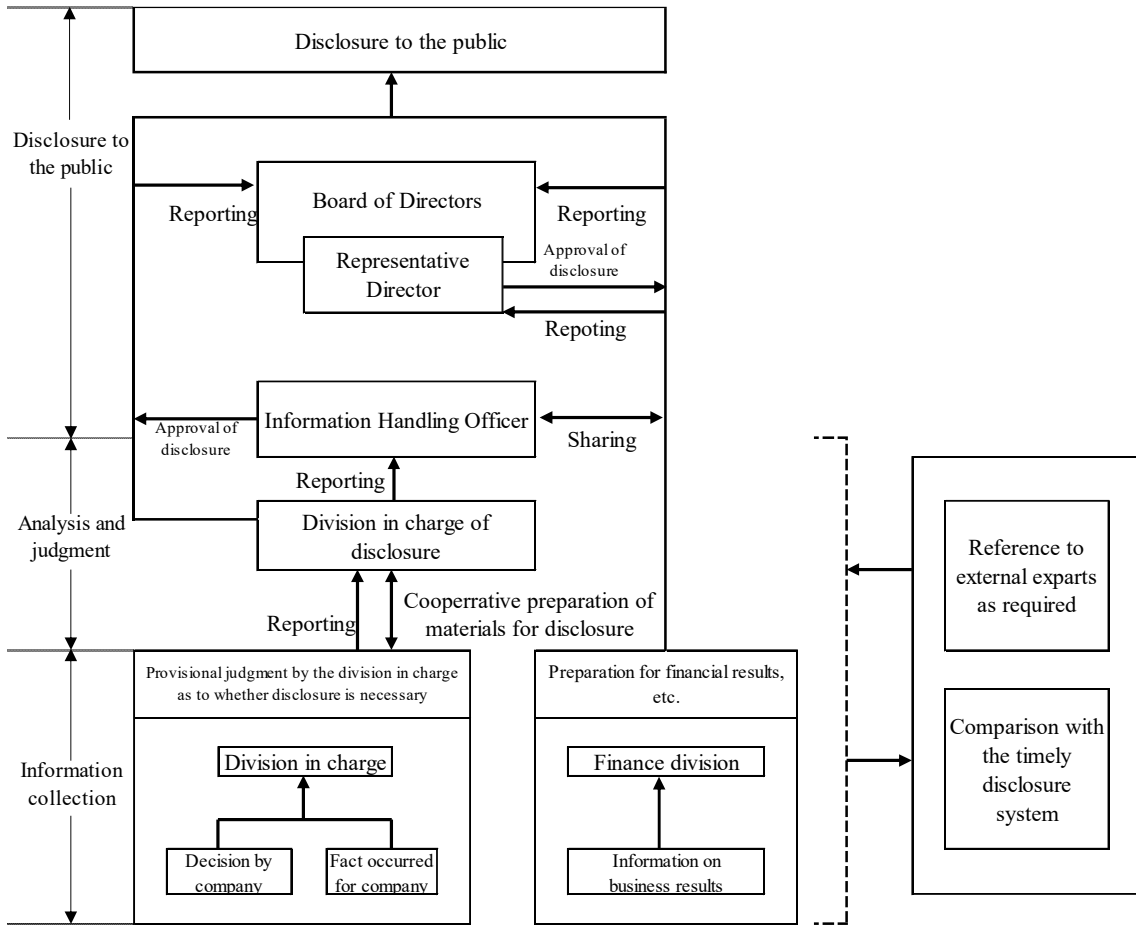 Disclosure to the public
Disclosure to
the public
Board of Directors
Reporting
Reporting
Representative
Director
Approval of
disclosure
Repoting
Information Handling Officer
Approval of
disclosure
Sharing
Reporting
Analysis and
judgment
Division in charge of
disclosure
Reporting
Cooperrative preparation of
materials for disclosure
Provisional judgment by the division in charge
as to whether disclosure is necessary
Preparation for financial results,
etc.
Information
collection
Division in charge
Finance division
Decision by
company
Fact occurred
for company
Information on
business results
Reference to
external exparts
as required
Comparison with
the timely
disclosure
system